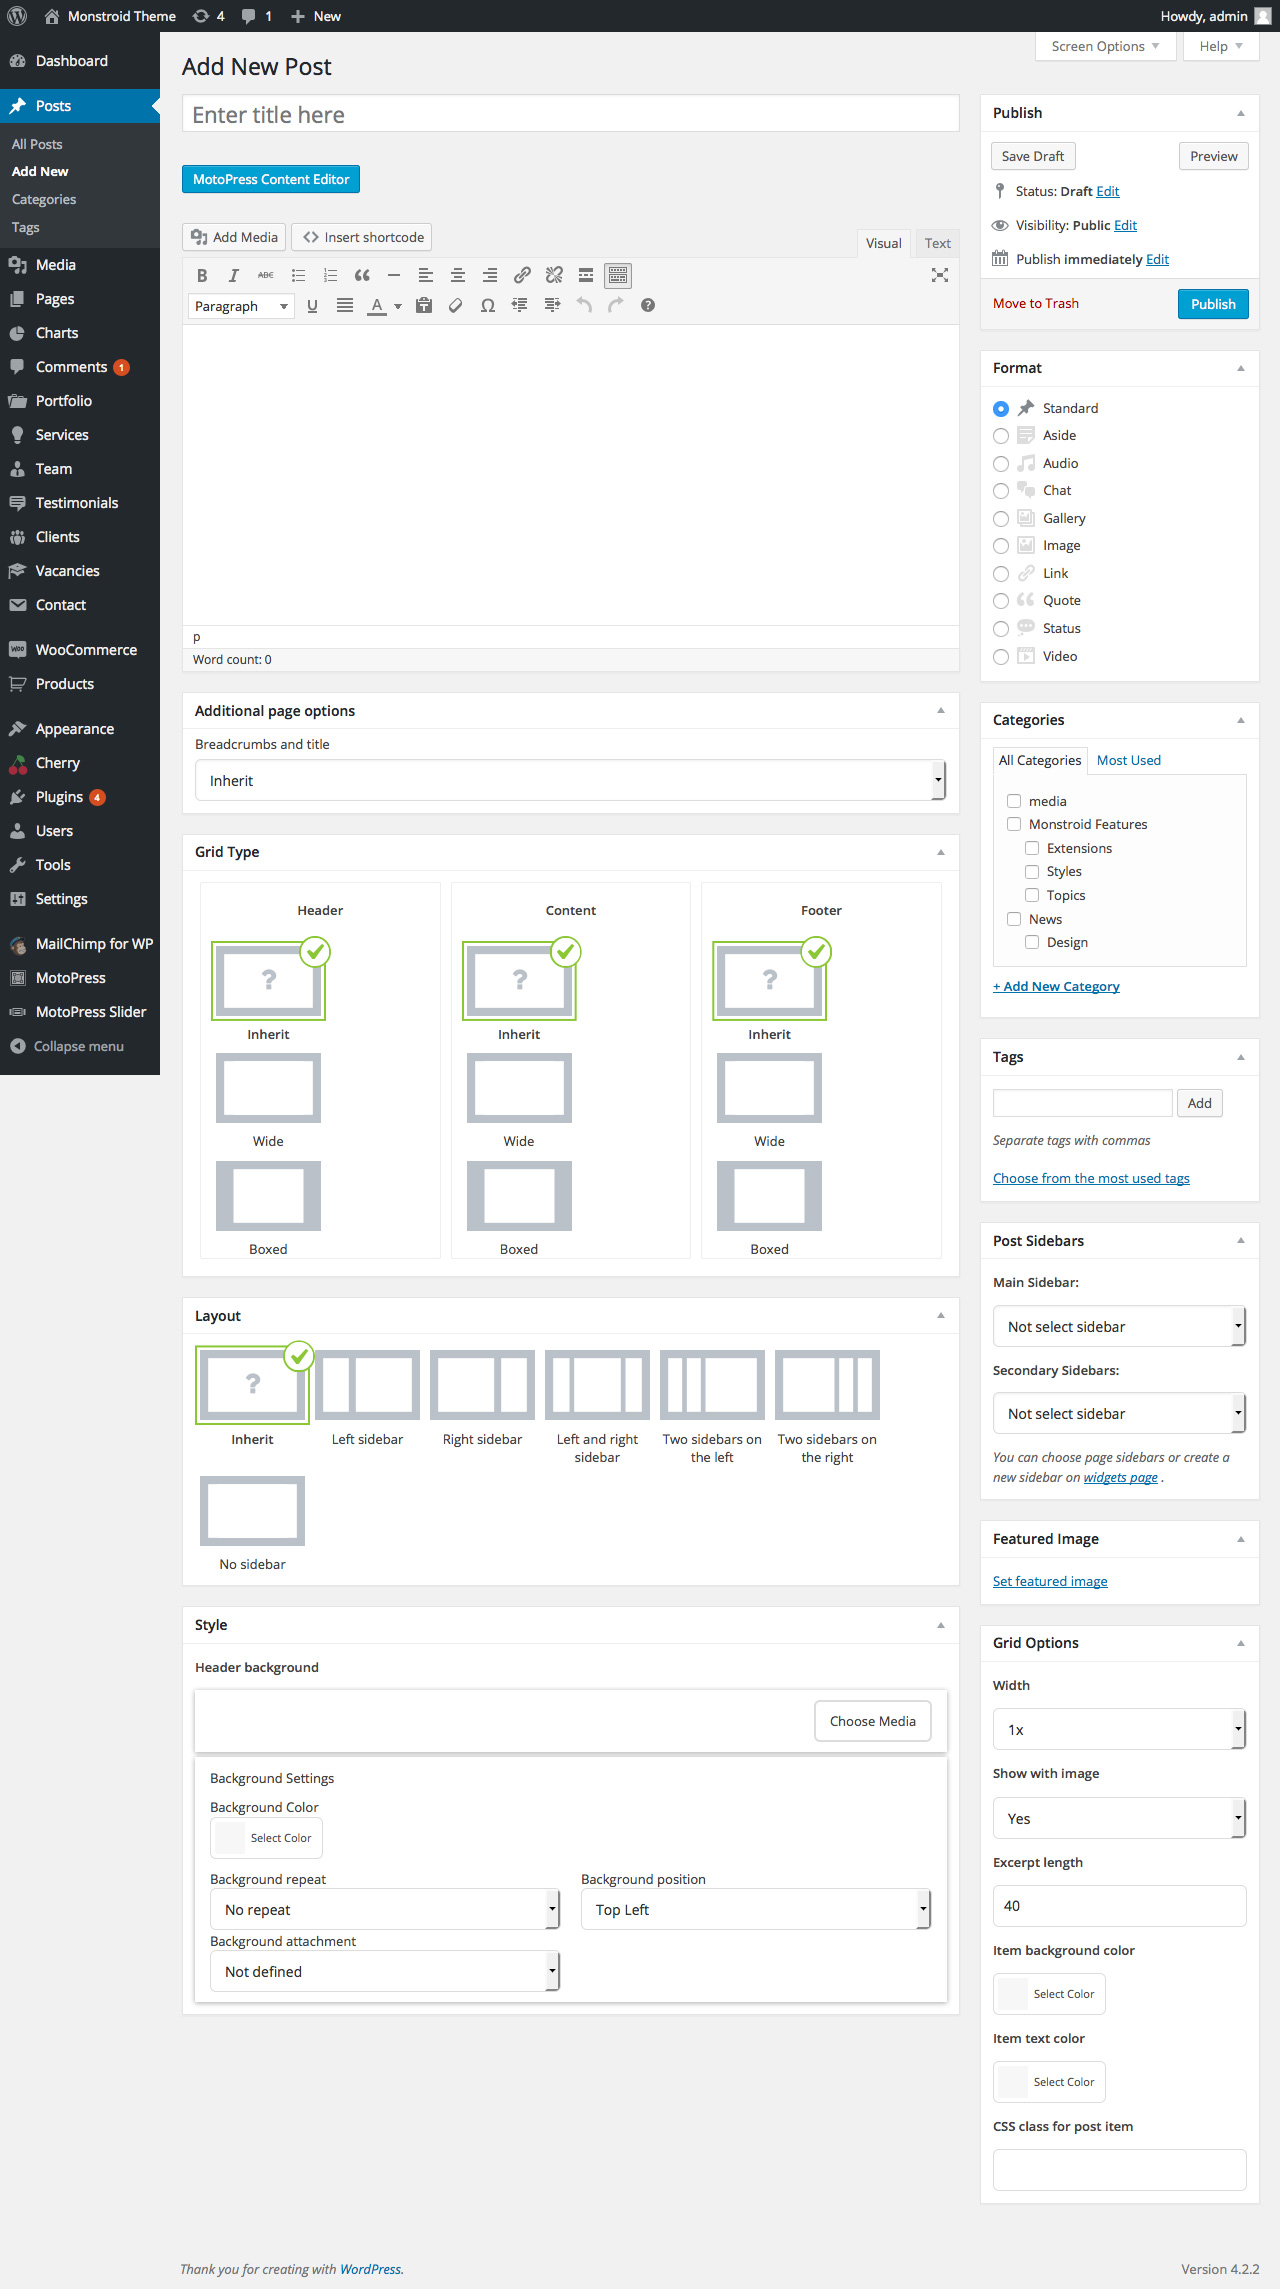 Monstroid Theme 4 1 New Howdy, admin
Screen Options Help
Dashboard
Posts
All Posts
Add New
Categories
Tags
Media
Pages
Charts
Comments 1
Portfolio
Services
Team
Testimonials
Clients
Vacancies
Contact
WooCommerce
Products
Appearance
Cherry
Plugins 4
Users
Tools
Settings
MailChimp for WP
MotoPress
MotoPress Slider
Collapse menu
Add New Post
Enter title here
MotoPress Content Editor
Add Media Insert shortcode
Visual Text
B I ABC
Paragraph U A Ω
p
Word count: 0
Additional page options
Breadcrumbs and title
Inherit
Grid Type
Header Content Footer
? ? ?
Inherit Inherit Inherit
Wide Wide Wide
Boxed Boxed Boxed
Layout
?
Inherit Left sidebar Right sidebar Left and right sidebar Two sidebars on the left Two sidebars on the right
No sidebar
Style
Header background
Choose Media
Background Settings
Background Color
Select Color
Background repeat Background position
No repeat Top Left
Background attachment
Not defined
Publish
Save Draft Preview
Status: Draft Edit
Visibility: Public Edit
Publish immediately Edit
Move to Trash Publish
Format
Standard
Aside
Audio
Chat
Gallery
Image
Link
Quote
Status
Video
Categories
All Categories Most Used
media
Monstroid Features
Extensions
Styles
Topics
News
Design
+ Add New Category
Tags
Add
Separate tags with commas
Choose from the most used tags
Post Sidebars
Main Sidebar:
Not select sidebar
Secondary Sidebars:
Not select sidebar
You can choose page sidebars or create a
new sidebar on widgets page .
Featured Image
Set featured image
Grid Options
Width
1x
Show with image
Yes
Excerpt length
40
Item background color
Select Color
Item text color
Select Color
CSS class for post item
Thank you for creating with WordPress. Version 4.2.2